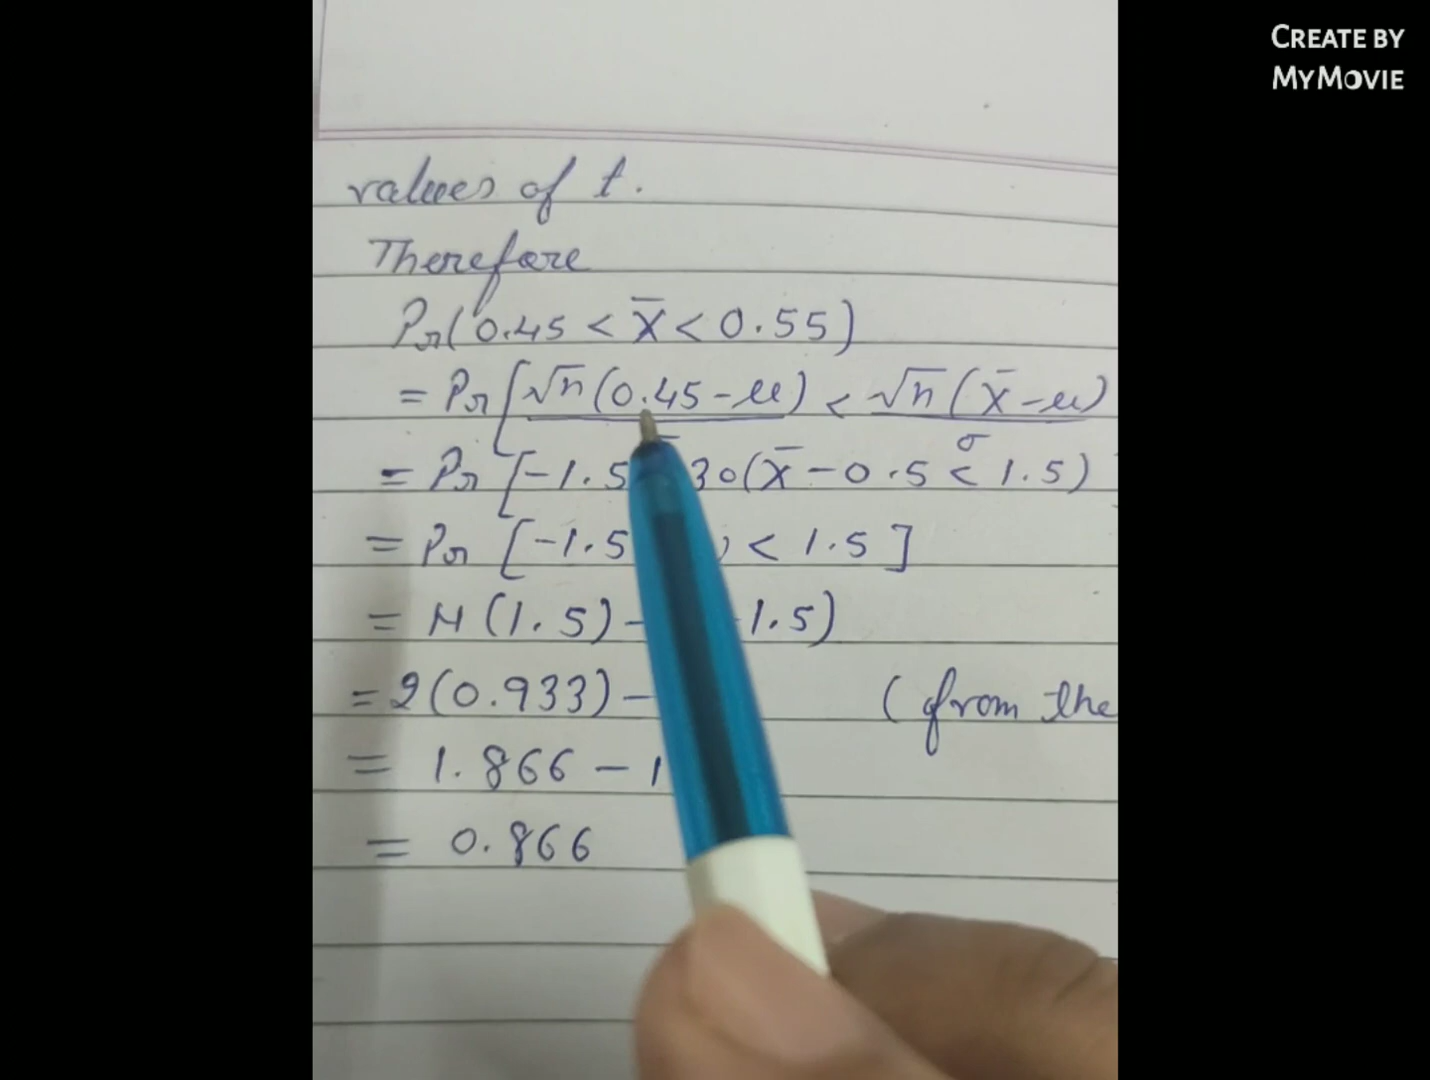 CREATE BY
MYMOVIE
values of t.
Therefore
Pr(0.45 < x̄ < 0.55)
= Pr[√n(0.45-μ) < √n(x̄-μ)
σ
= Pr[-1.5 30(x̄-0.5 < 1.5)
= Pr [-1.5 ) < 1.5]
= N(1.5) - -1.5)
= 2(0.933) - (from the
= 1.866 - 1
= 0.866